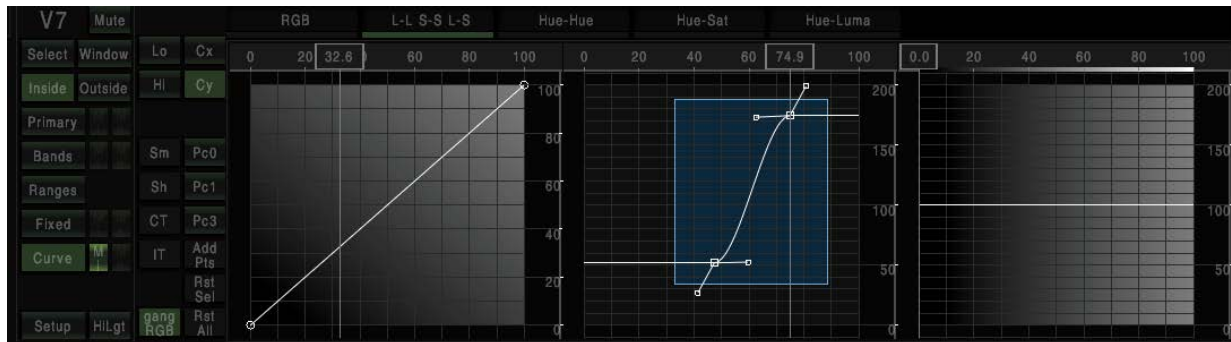 V7 Mute
Select Window
Inside Outside
Primary
Bands
Ranges
Fixed
Curve M
Setup HiLgt
Lo Cx
Hi Cy
Sm Pc0
Sh Pc1
CT Pc3
IT Add Pts
Rst Sel
gang RGB Rst All
RGB L-L S-S L-S Hue-Hue Hue-Sat Hue-Luma
0 32.6 60 80 100
100
80
60
40
20
0
0 20 40 60 74.9 100
200
150
100
50
0
0.0 20 40 60 80 100
200
150
100
50
0